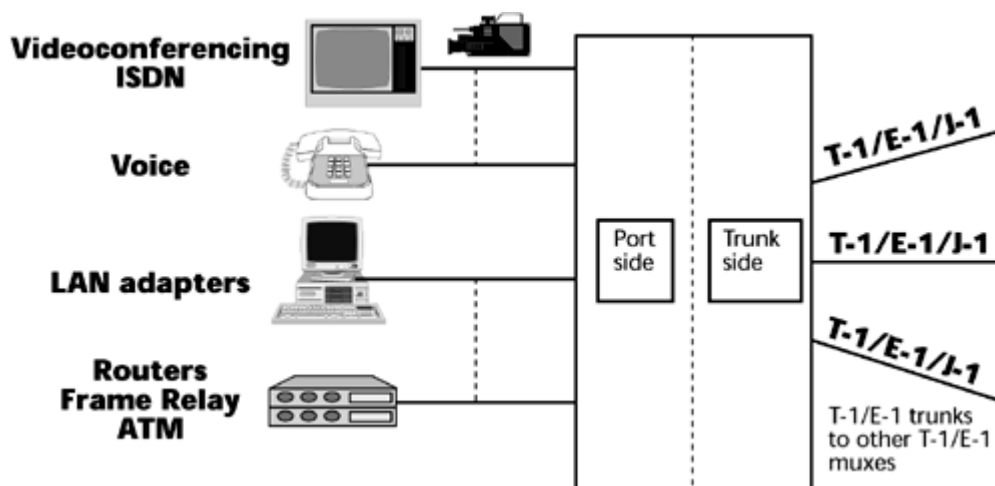 Videoconferencing
ISDN
Voice
LAN adapters
Routers
Frame Relay
ATM
Port
side
Trunk
side
T-1/E-1/J-1
T-1/E-1/J-1
T-1/E-1/J-1
T-1/E-1 trunks
to other T-1/E-1
muxes